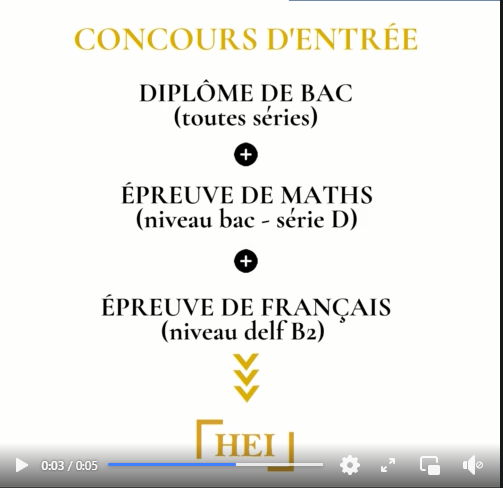 CONCOURS D'ENTRÉE
DIPLÔME DE BAC
(toutes séries)
+
ÉPREUVE DE MATHS
(niveau bac - série D)
+
ÉPREUVE DE FRANÇAIS
(niveau delf B2)
HEI
0:03 / 0:05